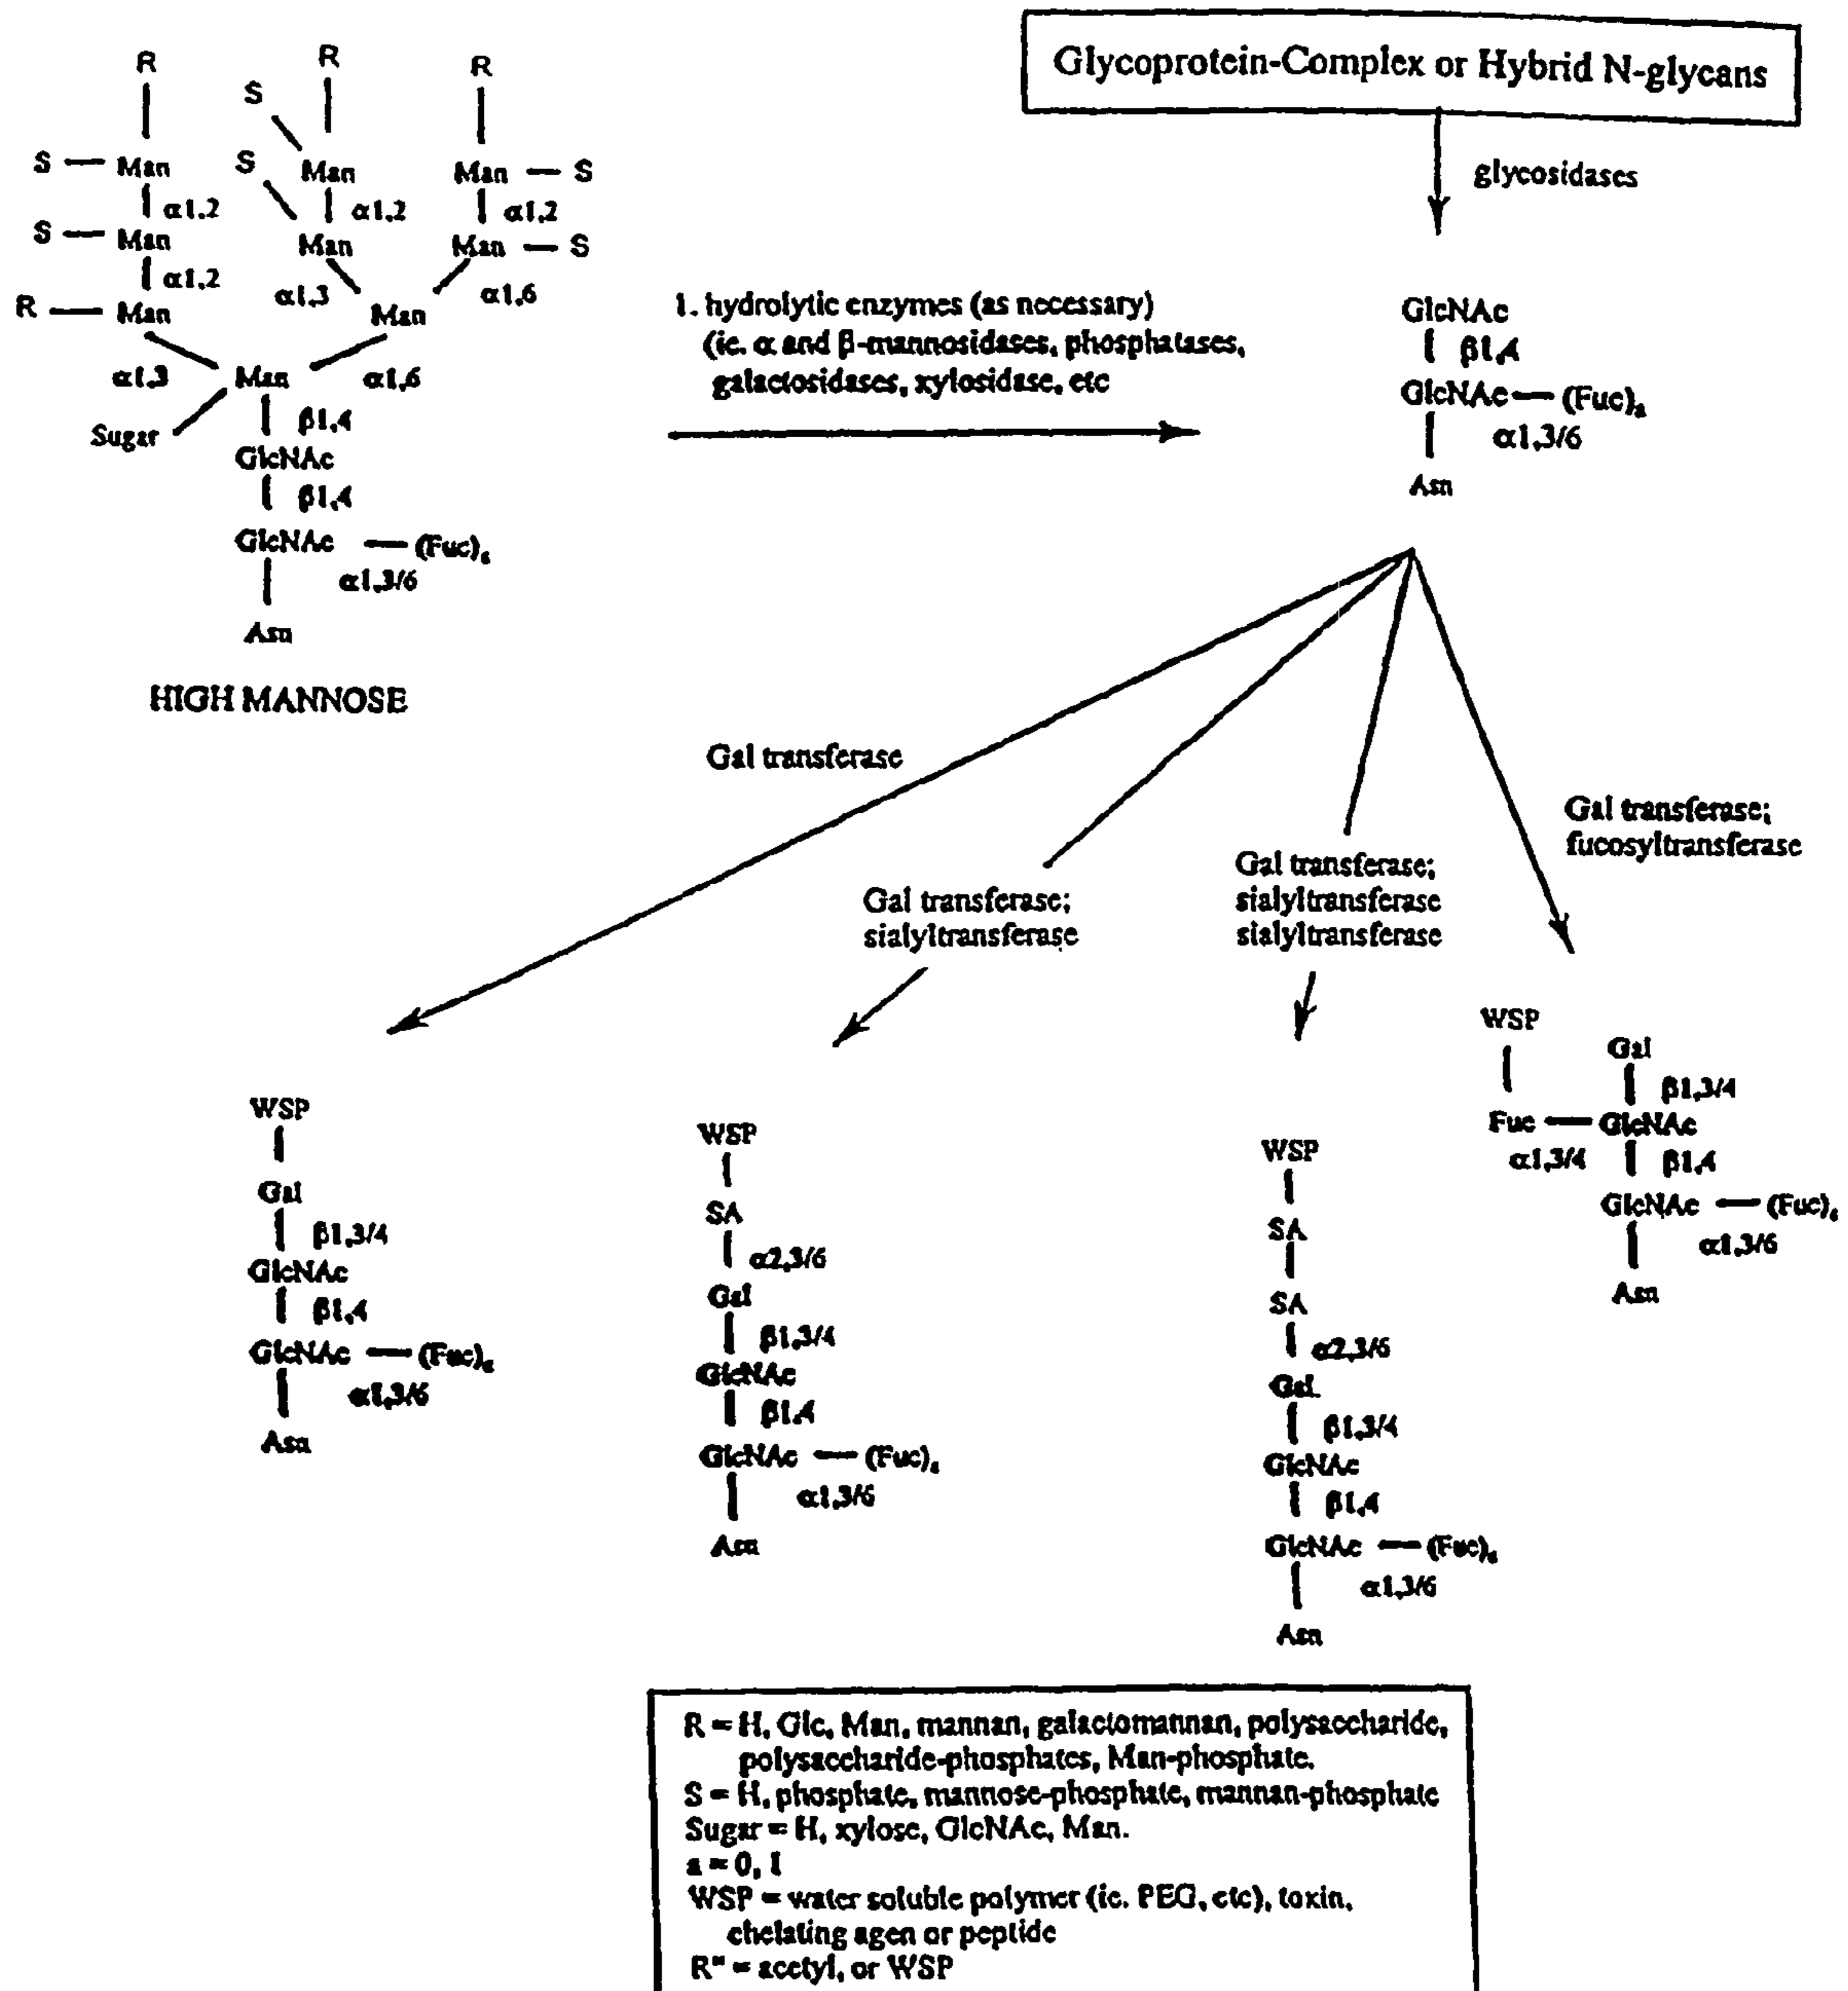 Glycoprotein-Complex or Hybrid N-glycans
glycosidases
R
R
R
S
S — Man
S
Man
Man — S
α1,2
α1,2
α1,2
S — Man
Man
Man — S
α1,2
α1,3
α1,6
R — Man
Man
α1,3
Man
α1,6
Sugar
β1,4
GlcNAc
β1,4
GlcNAc — (Fuc)a
α1,3/6
Asn
HIGH MANNOSE
1. hydrolytic enzymes (as necessary)
(ie. α and β-mannosidases, phosphatases,
galactosidases, xylosidase, etc
GlcNAc
β1,4
GlcNAc — (Fuc)a
α1,3/6
Asn
Gal transferase
Gal transferase;
sialyltransferase
Gal transferase;
sialyltransferase
sialyltransferase
Gal transferase;
fucosyltransferase
WSP
Gal
β1,3/4
GlcNAc
β1,4
GlcNAc — (Fuc)a
α1,3/6
Asn
WSP
SA
α2,3/6
Gal
β1,3/4
GlcNAc
β1,4
GlcNAc — (Fuc)a
α1,3/6
Asn
WSP
SA
SA
α2,3/6
Gal
β1,3/4
GlcNAc
β1,4
GlcNAc — (Fuc)a
α1,3/6
Asn
WSP
Gal
β1,3/4
Fuc — GlcNAc
α1,3/4
β1,4
GlcNAc — (Fuc)a
α1,3/6
Asn
R = H, Glc, Man, mannan, galactomannan, polysaccharide,
polysaccharide-phosphates, Man-phosphate.
S = H, phosphate, mannose-phosphate, mannan-phosphate
Sugar = H, xylose, GlcNAc, Man.
a = 0, 1
WSP = water soluble polymer (ie. PEG, etc), toxin,
chelating agen or peptide
R" = acetyl, or WSP